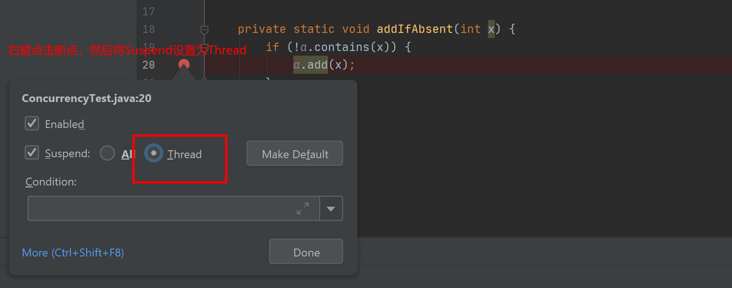 17
18 private static void addIfAbsent(int x) {
右键点击断点，然后将Suspend设置为Thread
if (!a.contains(x)) {
20 a.add(x);
}
ConcurrencyTest.java:20
Enabled
Suspend: All Thread Make Default
Condition:
More (Ctrl+Shift+F8) Done